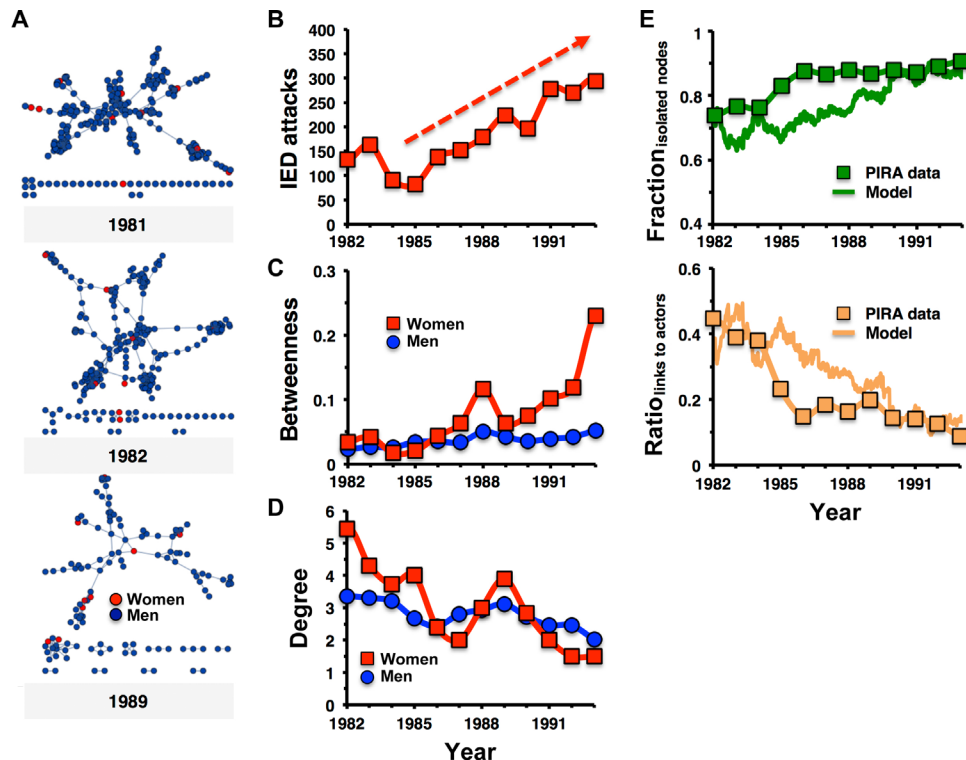 A
1981
1982
Women
Men
1989
B
IED attacks
400
350
300
250
200
150
100
50
0
1982 1985 1988 1991
C
Betweenness
0.3
0.2
0.1
0
Women
Men
1982 1985 1988 1991
D
Degree
6
5
4
3
2
1
0
Women
Men
1982 1985 1988 1991
Year
E
Fraction isolated nodes
1
0.8
0.6
0.4
PIRA data
Model
1982 1985 1988 1991
Ratio links to actors
0.6
0.4
0.2
0
PIRA data
Model
1982 1985 1988 1991
Year